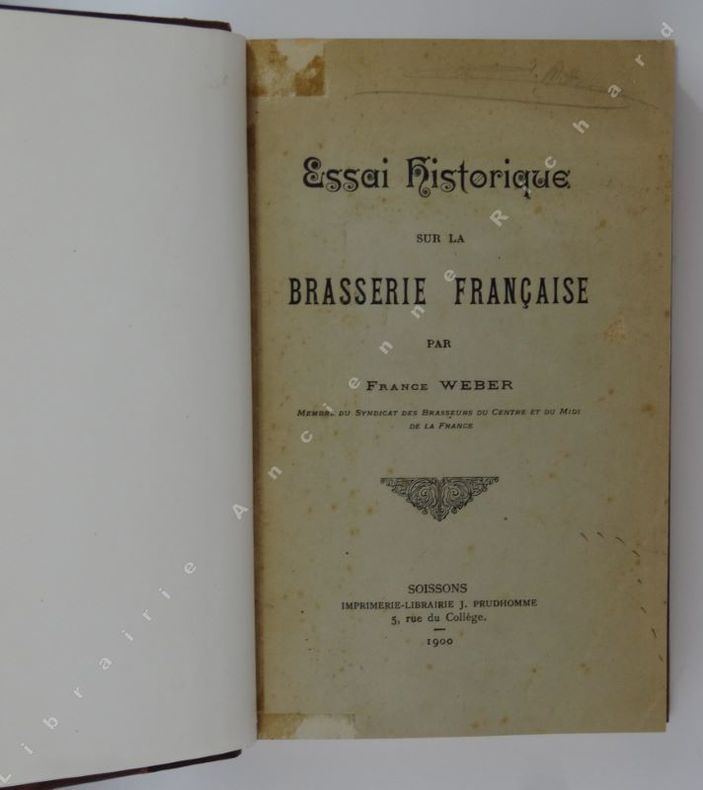 Essai Historique
SUR LA
BRASSERIE FRANÇAISE
PAR
FRANCE WEBER
MEMBRE DU SYNDICAT DES BRASSEURS DU CENTRE ET DU MIDI
DE LA FRANCE
SOISSONS
IMPRIMERIE-LIBRAIRIE J. PRUDHOMME
5, rue du Collège.
1900
Librairie Ancienne Richard